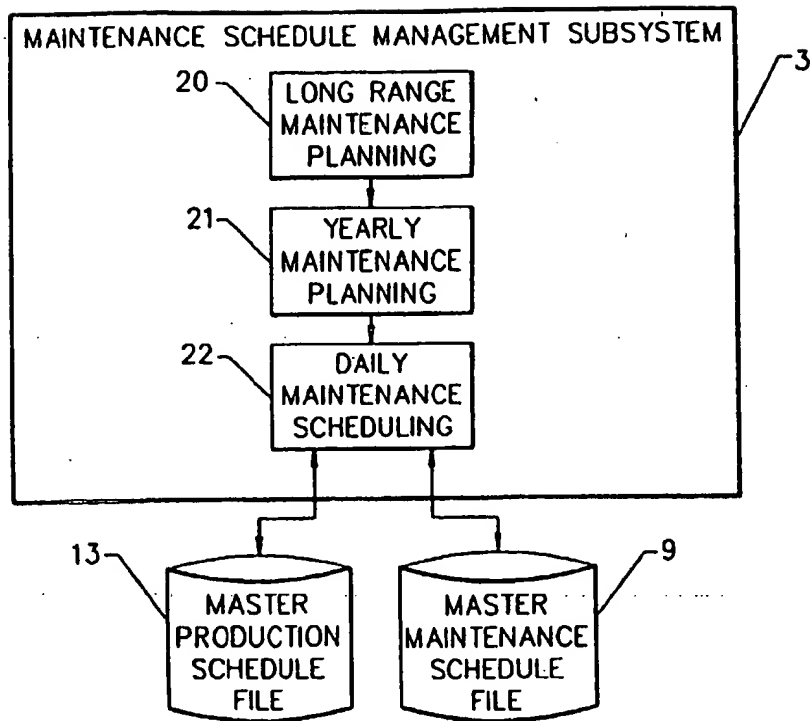 MAINTENANCE SCHEDULE MANAGEMENT SUBSYSTEM
3
20
LONG RANGE
MAINTENANCE
PLANNING
21
YEARLY
MAINTENANCE
PLANNING
22
DAILY
MAINTENANCE
SCHEDULING
13
MASTER
PRODUCTION
SCHEDULE
FILE
9
MASTER
MAINTENANCE
SCHEDULE
FILE